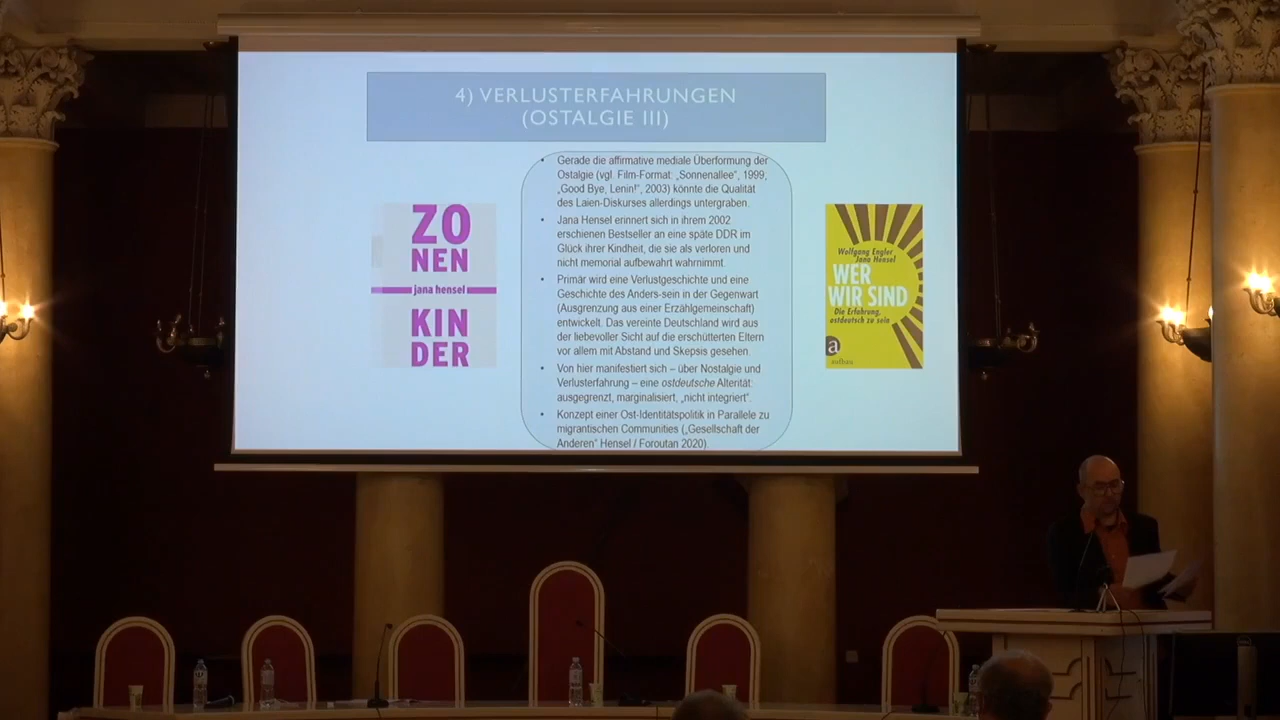 4) VERLUSTERFAHRUNGEN
(OSTALGIE III)
ZO
NEN
jana hensel
KIN
DER
• Gerade die affirmative mediale Überformung der
Ostalgie (vgl. Film-Format: „Sonnenallee“, 1999,
„Good Bye, Lenin!“, 2003) könnte die Qualität
des Laien-Diskurses allerdings untergraben.
• Jana Hensel erinnert sich in ihrem 2002
erschienen Bestseller an eine späte DDR im
Glück ihrer Kindheit, die sie als verloren und
nicht memorial aufbewahrt wahrnimmt.
• Primär wird eine Verlustgeschichte und eine
Geschichte des Anders-sein in der Gegenwart
(Ausgrenzung aus einer Erzählgemeinschaft)
entwickelt. Das vereinte Deutschland wird aus
der liebevoller Sicht auf die erschütterten Eltern
vor allem mit Abstand und Skepsis gesehen.
• Von hier manifestiert sich – über Nostalgie und
Verlusterfahrung – eine ostdeutsche Alterität:
ausgegrenzt, marginalisiert, „nicht integriert“.
• Konzept einer Ost-Identitätspolitik in Parallele zu
migrantischen Communities („Gesellschaft der
Anderen“ Hensel / Foroutan 2020).
Wolfgang Engler
Jana Hensel
WER
WIR SIND
Die Erfahrung,
ostdeutsch zu sein
a
aufbau